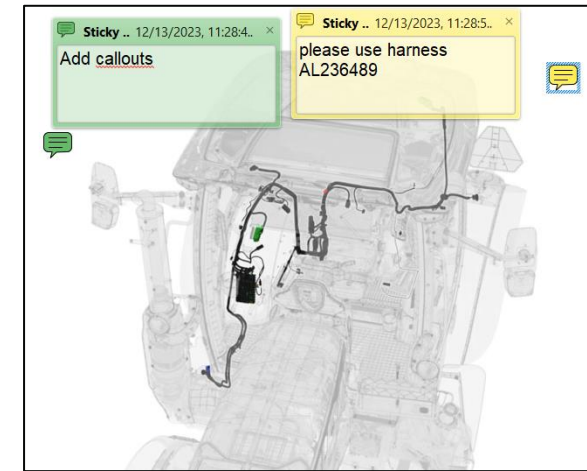 Sticky .. 12/13/2023, 11:28:4.. ×
Add callouts
Sticky .. 12/13/2023, 11:28:5.. ×
please use harness
AL236489